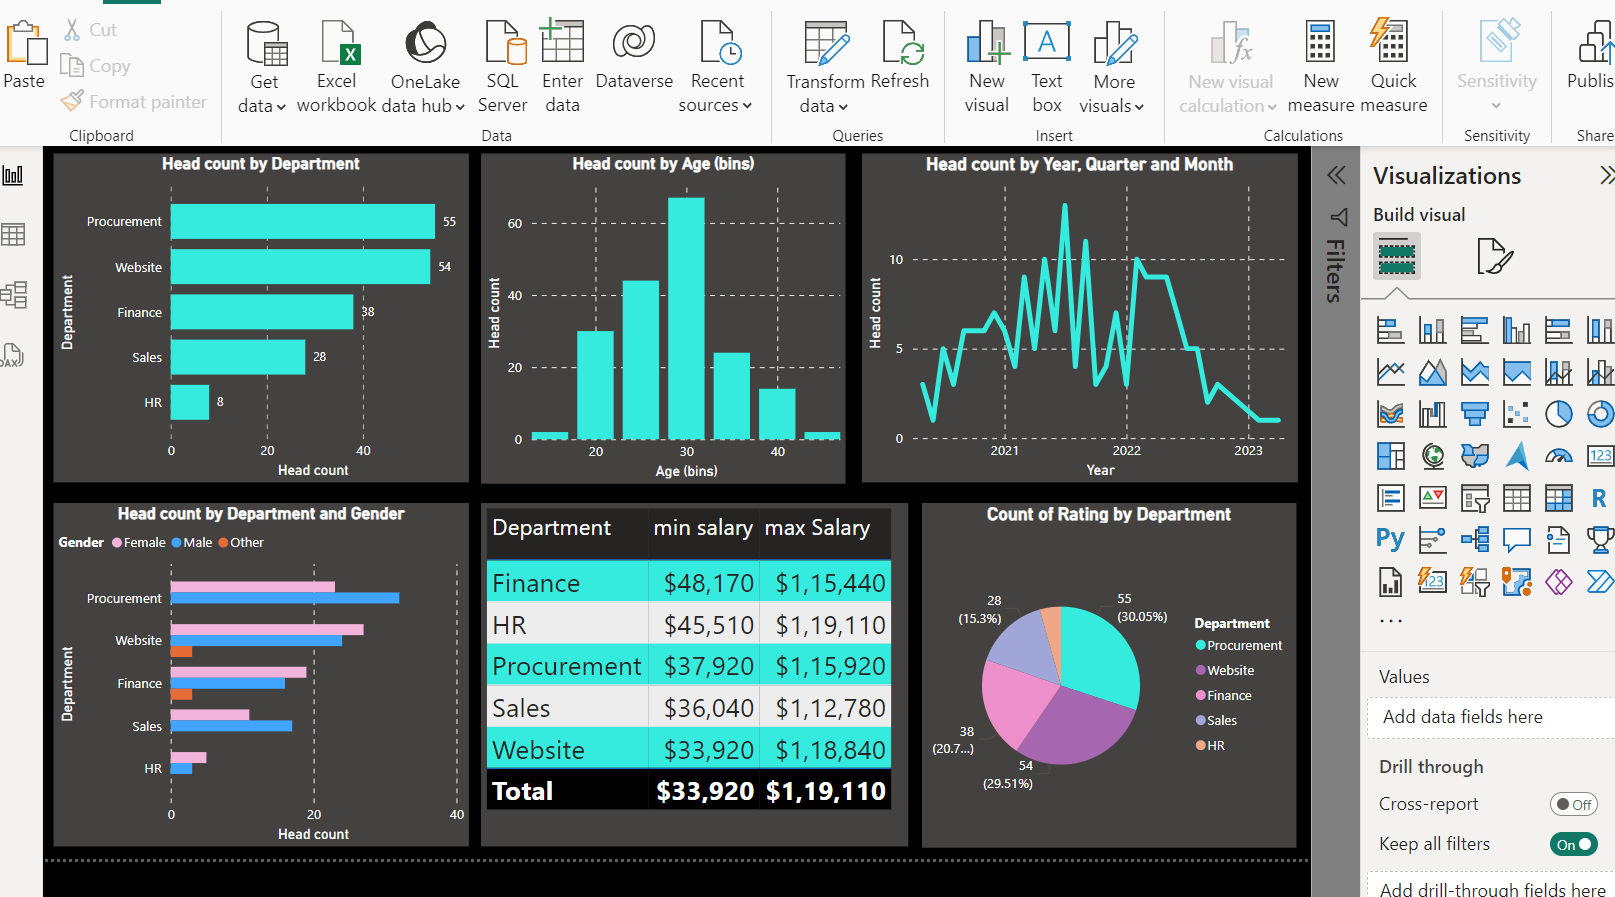 Paste
Cut
Copy
Format painter
Clipboard
Get data
Excel workbook
OneLake data hub
SQL Server
Enter data
Dataverse
Recent sources
Data
Transform data
Refresh
Queries
New visual
A
Text box
More visuals
Insert
New visual calculation
New measure
Quick measure
Calculations
Sensitivity
Sensitivity
Publis
Share
Head count by Department
Department
Procurement 55
Website 54
Finance 38
Sales 28
HR 8
0 20 40
Head count
Head count by Age (bins)
Head count
60
40
20
0
20 30 40
Age (bins)
Head count by Year, Quarter and Month
Head count
10
5
0
2021 2022 2023
Year
Head count by Department and Gender
Gender Female Male Other
Department
Procurement
Website
Finance
Sales
HR
0 20 40
Head count
Department min salary max Salary
Finance $48,170 $1,15,440
HR $45,510 $1,19,110
Procurement $37,920 $1,15,920
Sales $36,040 $1,12,780
Website $33,920 $1,18,840
Total $33,920 $1,19,110
Count of Rating by Department
28
(15.3%)
55
(30.05%)
38
(20.7...)
54
(29.51%)
Department
Procurement
Website
Finance
Sales
HR
Filters
Visualizations
Build visual
123
R
Py
123
...
Values
Add data fields here
Drill through
Cross-report Off
Keep all filters On
Add drill-through fields here